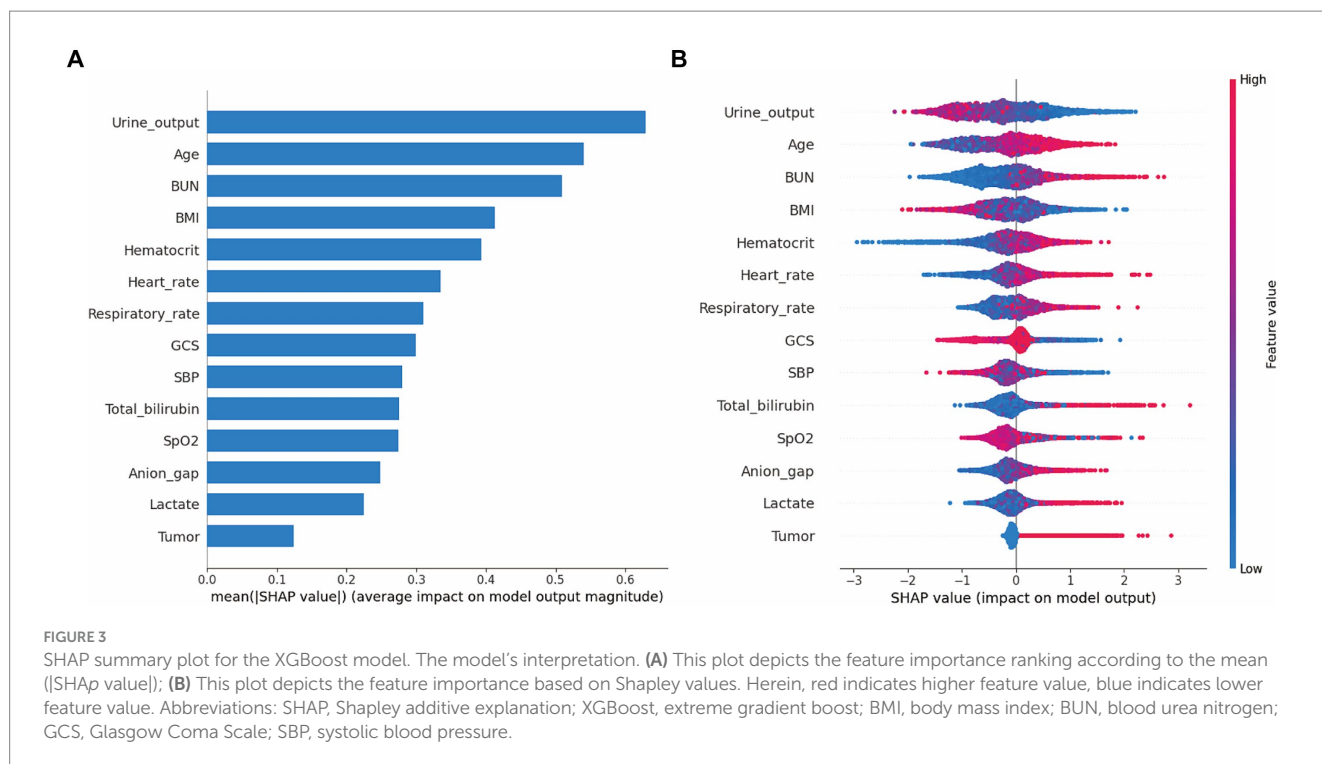 A
Urine_output
Age
BUN
BMI
Hematocrit
Heart_rate
Respiratory_rate
GCS
SBP
Total_bilirubin
SpO2
Anion_gap
Lactate
Tumor
0.0 0.1 0.2 0.3 0.4 0.5 0.6
mean(|SHAP value|) (average impact on model output magnitude)
B
Urine_output
Age
BUN
BMI
Hematocrit
Heart_rate
Respiratory_rate
GCS
SBP
Total_bilirubin
SpO2
Anion_gap
Lactate
Tumor
−3 −2 −1 0 1 2 3
SHAP value (impact on model output)
High
Feature value
Low
FIGURE 3
SHAP summary plot for the XGBoost model. The model’s interpretation. (A) This plot depicts the feature importance ranking according to the mean
(|SHAp value|); (B) This plot depicts the feature importance based on Shapley values. Herein, red indicates higher feature value, blue indicates lower
feature value. Abbreviations: SHAP, Shapley additive explanation; XGBoost, extreme gradient boost; BMI, body mass index; BUN, blood urea nitrogen;
GCS, Glasgow Coma Scale; SBP, systolic blood pressure.